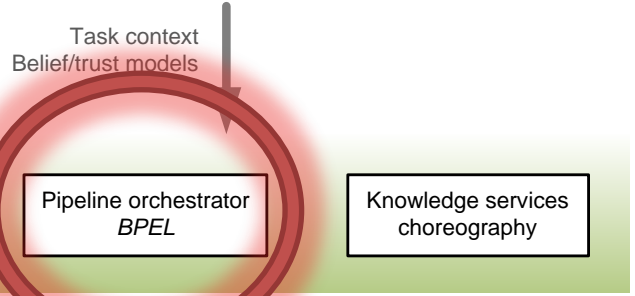 Task context
Belief/trust models
Pipeline orchestrator
BPEL
Knowledge services
choreography